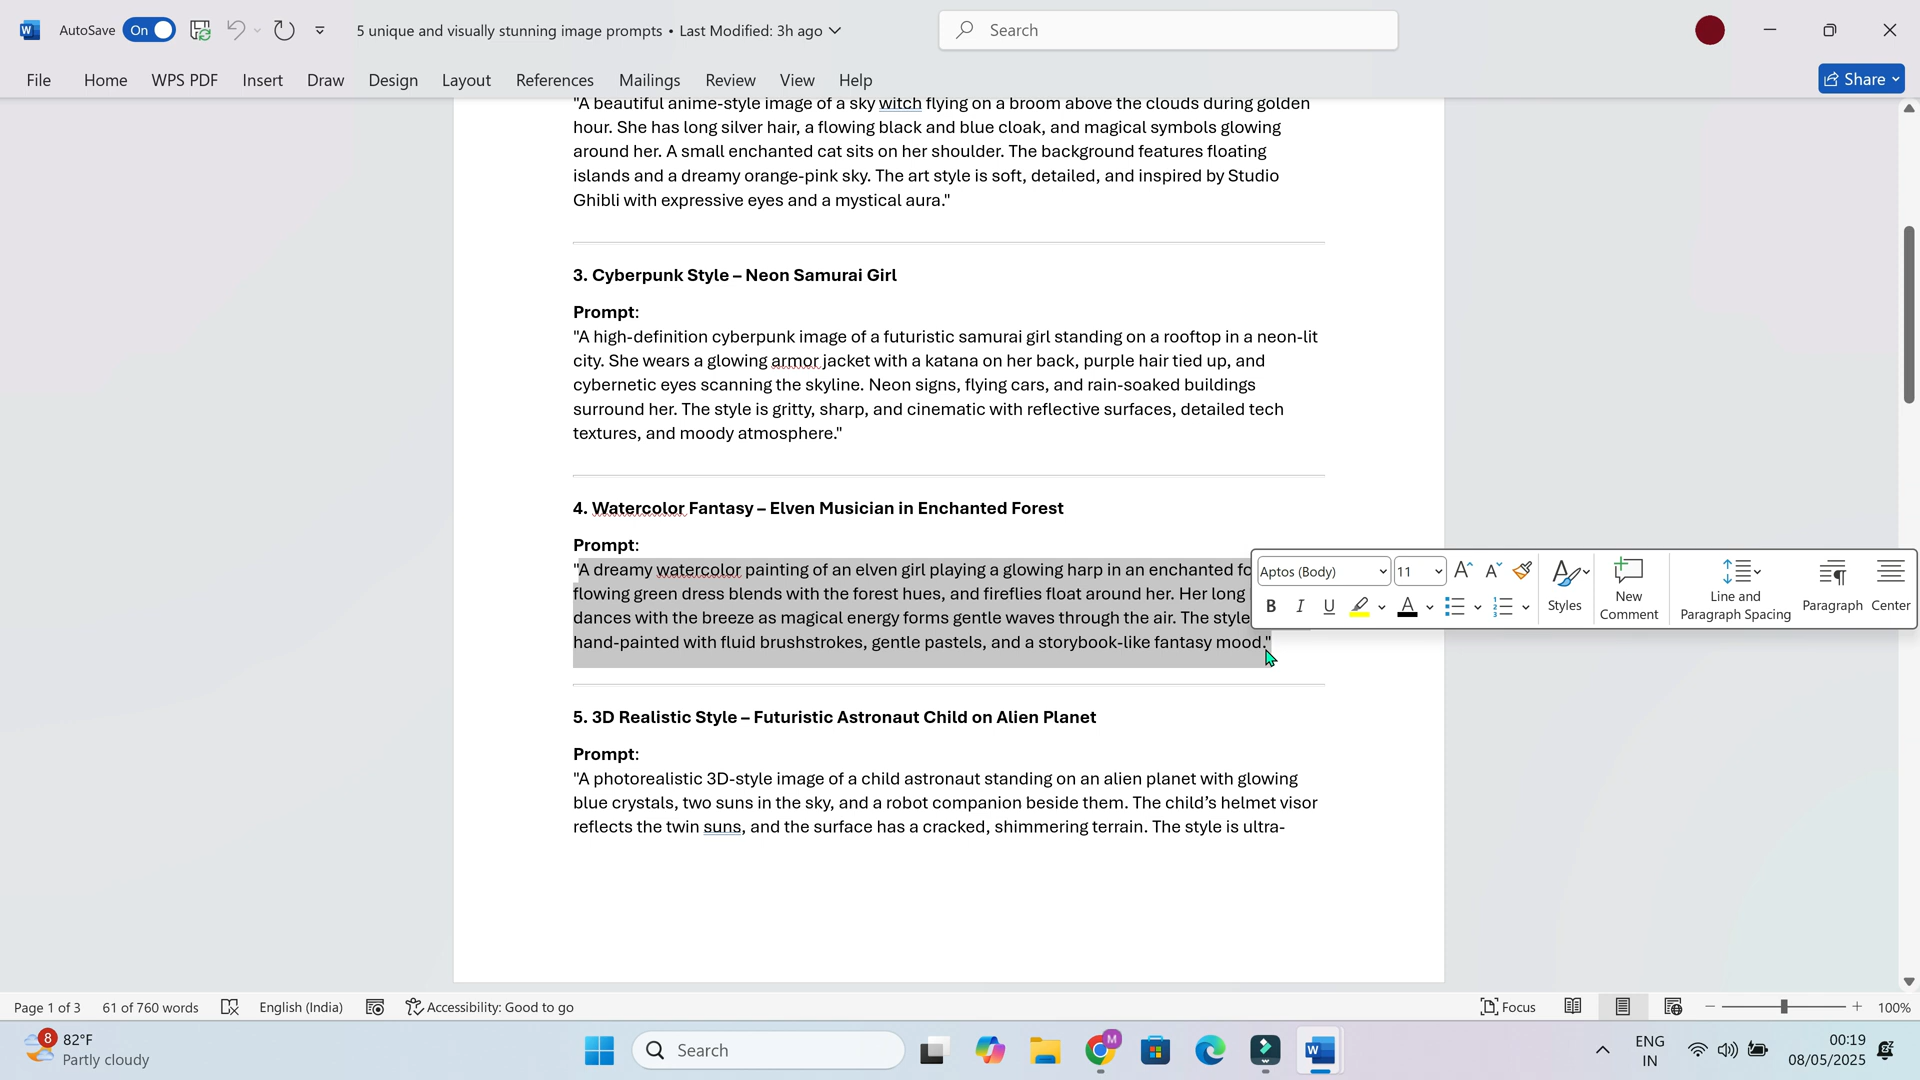 AutoSave On
5 unique and visually stunning image prompts • Last Modified: 3h ago
Search
File Home WPS PDF Insert Draw Design Layout References Mailings Review View Help
Share
"A beautiful anime-style image of a sky witch flying on a broom above the clouds during golden
hour. She has long silver hair, a flowing black and blue cloak, and magical symbols glowing
around her. A small enchanted cat sits on her shoulder. The background features floating
islands and a dreamy orange-pink sky. The art style is soft, detailed, and inspired by Studio
Ghibli with expressive eyes and a mystical aura."
3. Cyberpunk Style – Neon Samurai Girl
Prompt:
"A high-definition cyberpunk image of a futuristic samurai girl standing on a rooftop in a neon-lit
city. She wears a glowing armor jacket with a katana on her back, purple hair tied up, and
cybernetic eyes scanning the skyline. Neon signs, flying cars, and rain-soaked buildings
surround her. The style is gritty, sharp, and cinematic with reflective surfaces, detailed tech
textures, and moody atmosphere."
4. Watercolor Fantasy – Elven Musician in Enchanted Forest
Prompt:
"A dreamy watercolor painting of an elven girl playing a glowing harp in an enchanted fo
flowing green dress blends with the forest hues, and fireflies float around her. Her long
dances with the breeze as magical energy forms gentle waves through the air. The style
hand-painted with fluid brushstrokes, gentle pastels, and a storybook-like fantasy mood."
Aptos (Body) 11
B I U A
Styles
New
Comment
Line and
Paragraph Spacing
Paragraph
Center
5. 3D Realistic Style – Futuristic Astronaut Child on Alien Planet
Prompt:
"A photorealistic 3D-style image of a child astronaut standing on an alien planet with glowing
blue crystals, two suns in the sky, and a robot companion beside them. The child’s helmet visor
reflects the twin suns, and the surface has a cracked, shimmering terrain. The style is ultra-
Page 1 of 3 61 of 760 words English (India) Accessibility: Good to go Focus 100%
8
82°F
Partly cloudy
Search
M
W
ENG
IN
00:19
08/05/2025